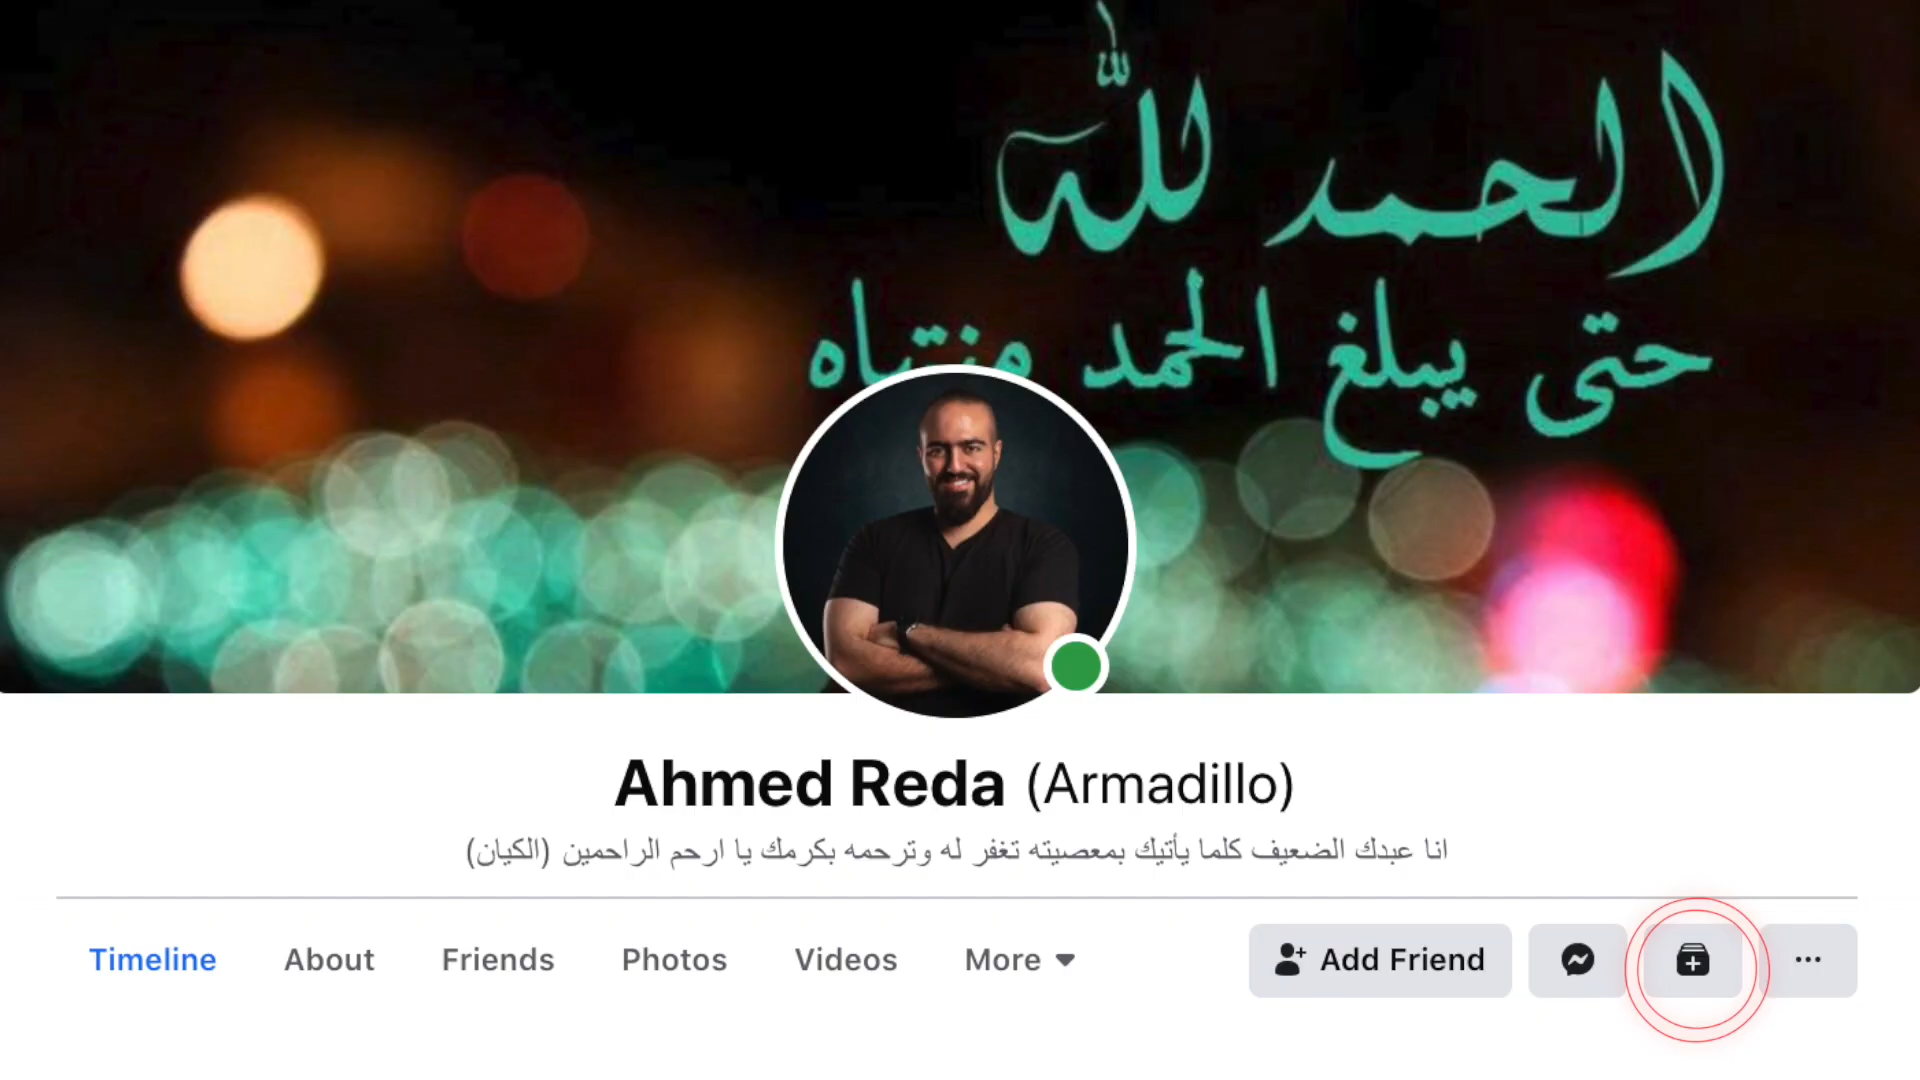 الحمد لله
حتى يبلغ الحمد منتهاه
Ahmed Reda (Armadillo)
انا عبدك الضعيف كلما يأتيك بمعصيته تغفر له وترحمه بكرمك يا ارحم الراحمين (الكيان)
Timeline About Friends Photos Videos More Add Friend